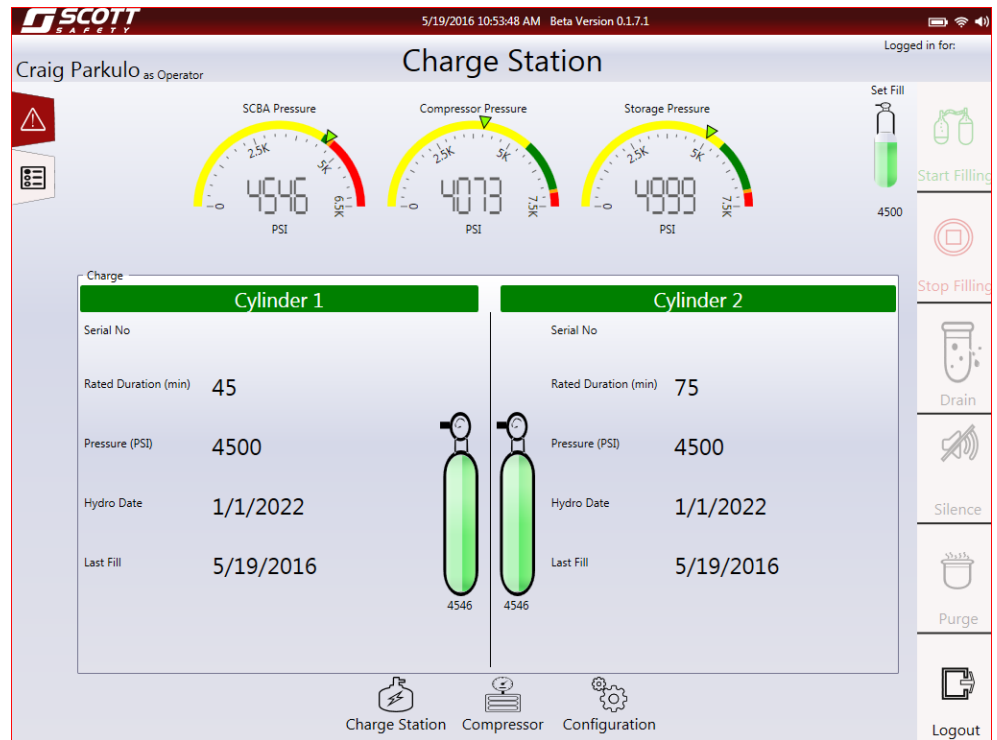 SCOTT
SAFETY
5/19/2016 10:53:48 AM Beta Version 0.1.7.1
Craig Parkulo as Operator
Charge Station
Logged in for:
SCBA Pressure
0
2.5K
5K
6.5K
4546
PSI
Compressor Pressure
0
2.5K
5K
7.5K
4073
PSI
Storage Pressure
0
2.5K
5K
7.5K
4999
PSI
Set Fill
4500
Start Filling
Stop Filling
Drain
Silence
Purge
Logout
Charge
Cylinder 1
Serial No
Rated Duration (min) 45
Pressure (PSI) 4500
Hydro Date 1/1/2022
Last Fill 5/19/2016
4546
Cylinder 2
Serial No
Rated Duration (min) 75
Pressure (PSI) 4500
Hydro Date 1/1/2022
Last Fill 5/19/2016
4546
Charge Station Compressor Configuration